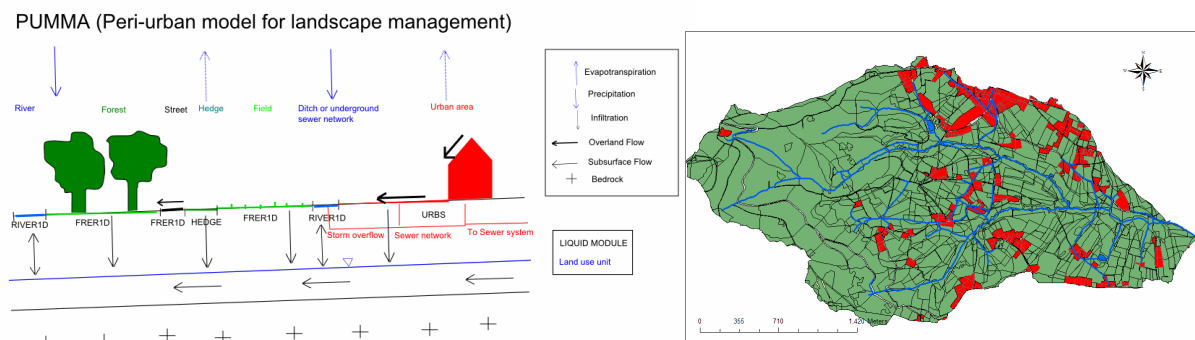 PUMMA (Peri-urban model for landscape management)
River
Forest
Street
Hedge
Field
Ditch or underground
sewer network
Urban area
RIVER1D
FRER1D
FRER1D
HEDGE
FRER1D
RIVER1D
URBS
Storm overflow
Sewer network
To Sewer system
Evapotranspiration
Precipitation
Infiltration
Overland Flow
Subsurface Flow
Bedrock
LIQUID MODULE
Land use unit
0 355 710 1,420 Meters